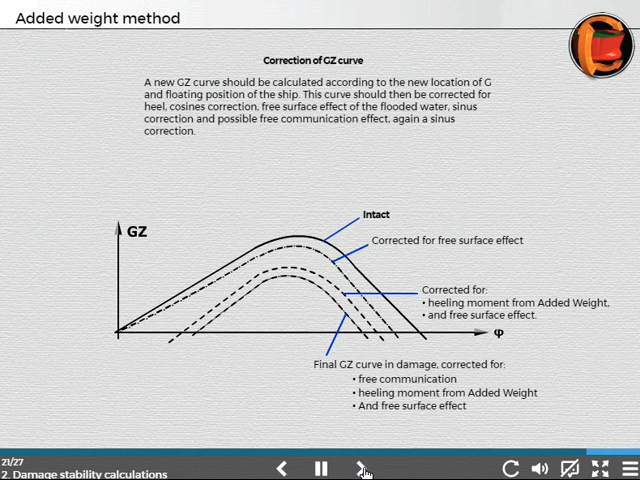 Added weight method
Correction of GZ curve
A new GZ curve should be calculated according to the new location of G
and floating position of the ship. This curve should then be corrected for
heel, cosines correction, free surface effect of the flooded water, sinus
correction and possible free communication effect, again a sinus
correction.
Intact
GZ
Corrected for free surface effect
Corrected for:
• heeling moment from Added Weight,
• and free surface effect.
φ
Final GZ curve in damage, corrected for:
• free communication
• heeling moment from Added Weight
• And free surface effect
21/27
2. Damage stability calculations